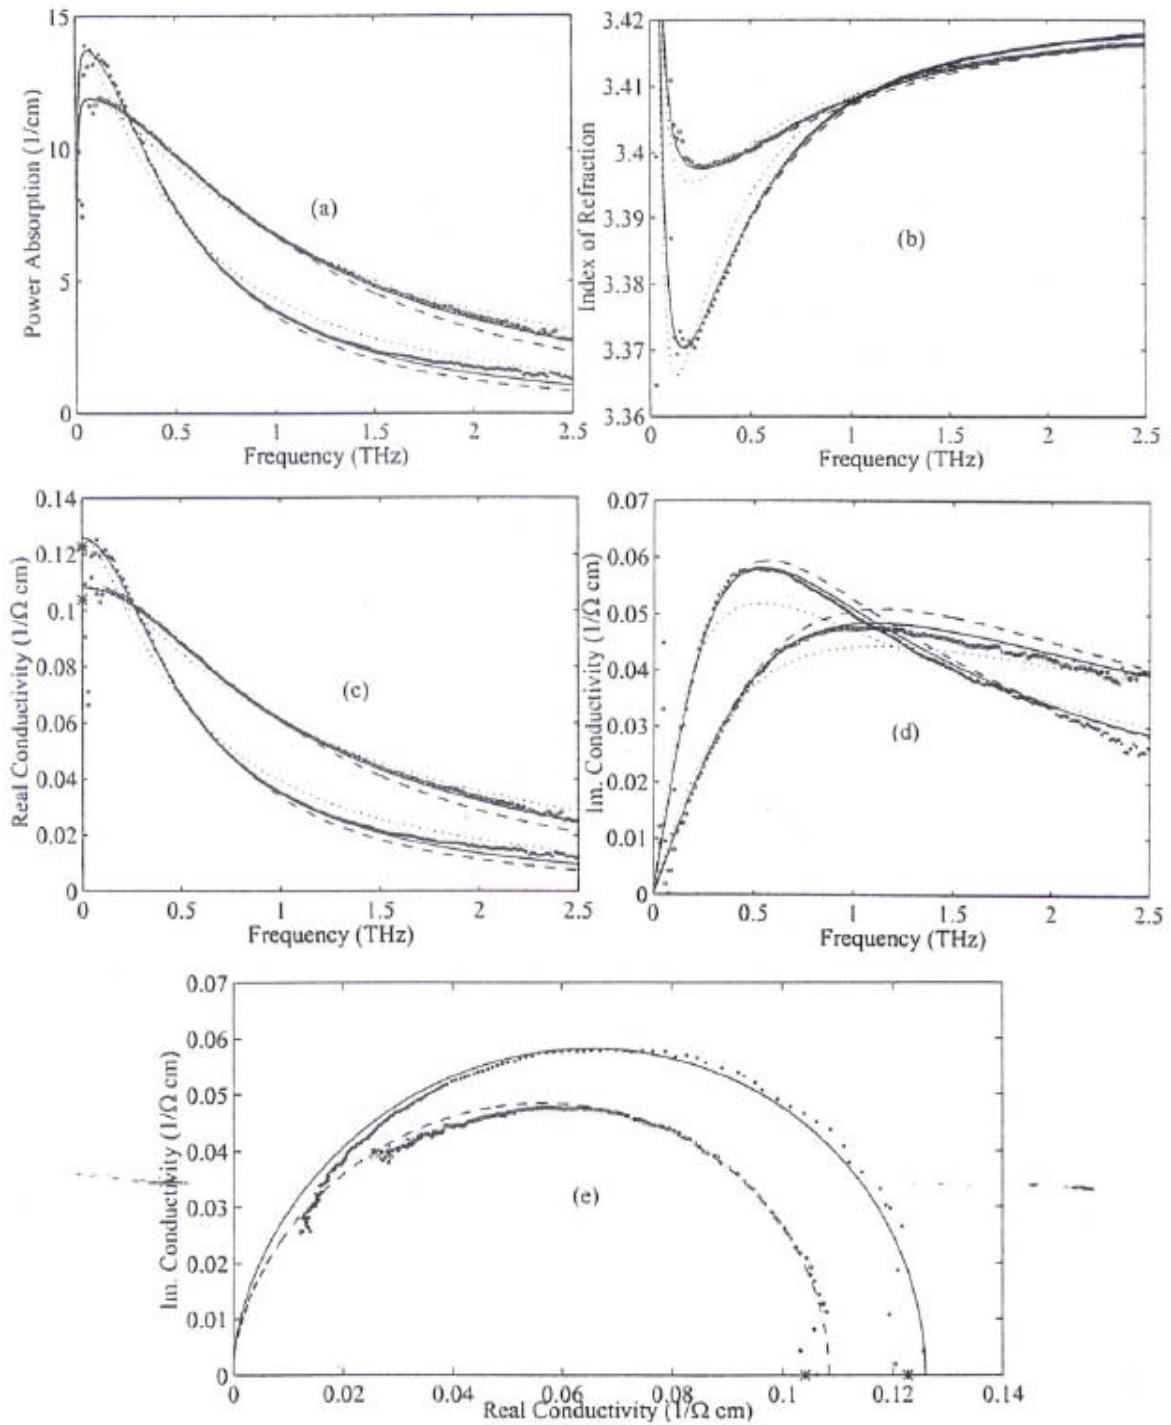 15
10
5
0
Power Absorption (1/cm)
(a)
0 0.5 1 1.5 2 2.5
Frequency (THz)
3.42
3.41
3.4
3.39
3.38
3.37
3.36
Index of Refraction
(b)
0 0.5 1 1.5 2 2.5
Frequency (THz)
0.14
0.12
0.1
0.08
0.06
0.04
0.02
0
Real Conductivity (1/Ω cm)
(c)
0 0.5 1 1.5 2 2.5
Frequency (THz)
0.07
0.06
0.05
0.04
0.03
0.02
0.01
0
Im. Conductivity (1/Ω cm)
(d)
0 0.5 1 1.5 2 2.5
Frequency (THz)
0.07
0.06
0.05
0.04
0.03
0.02
0.01
0
Im. Conductivity (1/Ω cm)
(e)
0 0.02 0.04 0.06 0.08 0.1 0.12 0.14
Real Conductivity (1/Ω cm)